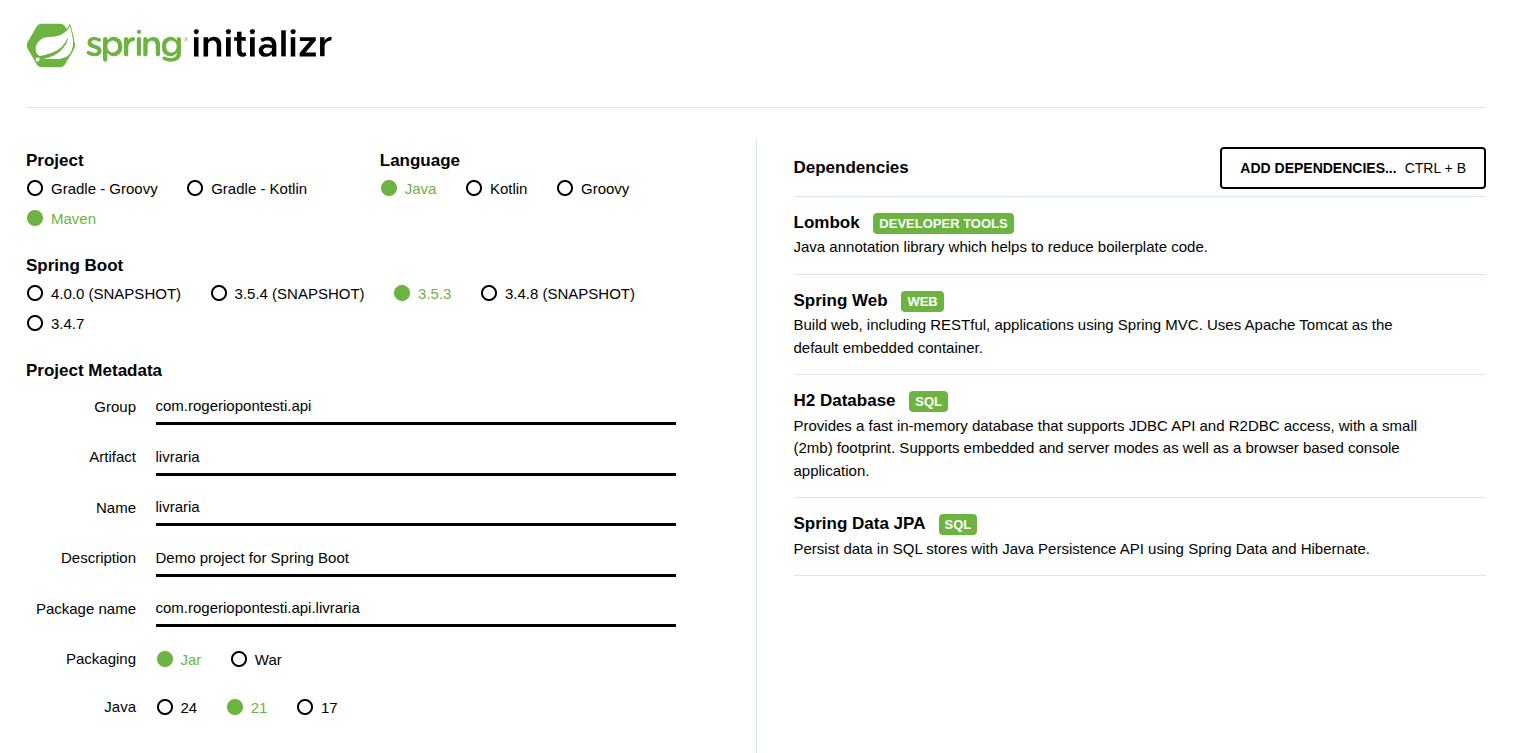 spring initializr
Project
Gradle - Groovy Gradle - Kotlin
Maven
Language
Java Kotlin Groovy
Spring Boot
4.0.0 (SNAPSHOT) 3.5.4 (SNAPSHOT) 3.5.3 3.4.8 (SNAPSHOT)
3.4.7
Project Metadata
Group com.rogeriopontesti.api
Artifact livraria
Name livraria
Description Demo project for Spring Boot
Package name com.rogeriopontesti.api.livraria
Packaging Jar War
Java 24 21 17
Dependencies ADD DEPENDENCIES... CTRL + B
Lombok DEVELOPER TOOLS
Java annotation library which helps to reduce boilerplate code.
Spring Web WEB
Build web, including RESTful, applications using Spring MVC. Uses Apache Tomcat as the
default embedded container.
H2 Database SQL
Provides a fast in-memory database that supports JDBC API and R2DBC access, with a small
(2mb) footprint. Supports embedded and server modes as well as a browser based console
application.
Spring Data JPA SQL
Persist data in SQL stores with Java Persistence API using Spring Data and Hibernate.